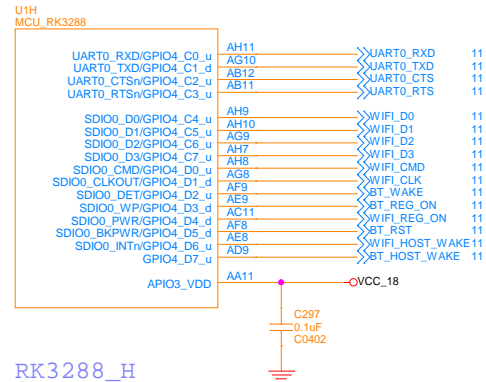 U1H
MCU_RK3288
UART0_RXD/GPIO4_C0_u AH11 UART0_RXD 11
UART0_TXD/GPIO4_C1_d AG10 UART0_TXD 11
UART0_CTSn/GPIO4_C2_u AB12 UART0_CTS 11
UART0_RTSn/GPIO4_C3_u AB11 UART0_RTS 11
SDIO0_D0/GPIO4_C4_u AH9 WIFI_D0 11
SDIO0_D1/GPIO4_C5_u AH10 WIFI_D1 11
SDIO0_D2/GPIO4_C6_u AG9 WIFI_D2 11
SDIO0_D3/GPIO4_C7_u AH7 WIFI_D3 11
SDIO0_CMD/GPIO4_D0_u AH8 WIFI_CMD 11
SDIO0_CLKOUT/GPIO4_D1_d AG8 WIFI_CLK 11
SDIO0_DET/GPIO4_D2_u AF9 BT_WAKE 11
SDIO0_WP/GPIO4_D3_d AE9 BT_REG_ON 11
SDIO0_PWR/GPIO4_D4_d AC11 WIFI_REG_ON 11
SDIO0_BKPWR/GPIO4_D5_d AF8 BT_RST 11
SDIO0_INTn/GPIO4_D6_u AE8 WIFI_HOST_WAKE 11
GPIO4_D7_u AD9 BT_HOST_WAKE 11
APIO3_VDD AA11 VCC_18
C297
0.1uF
C0402
RK3288_H